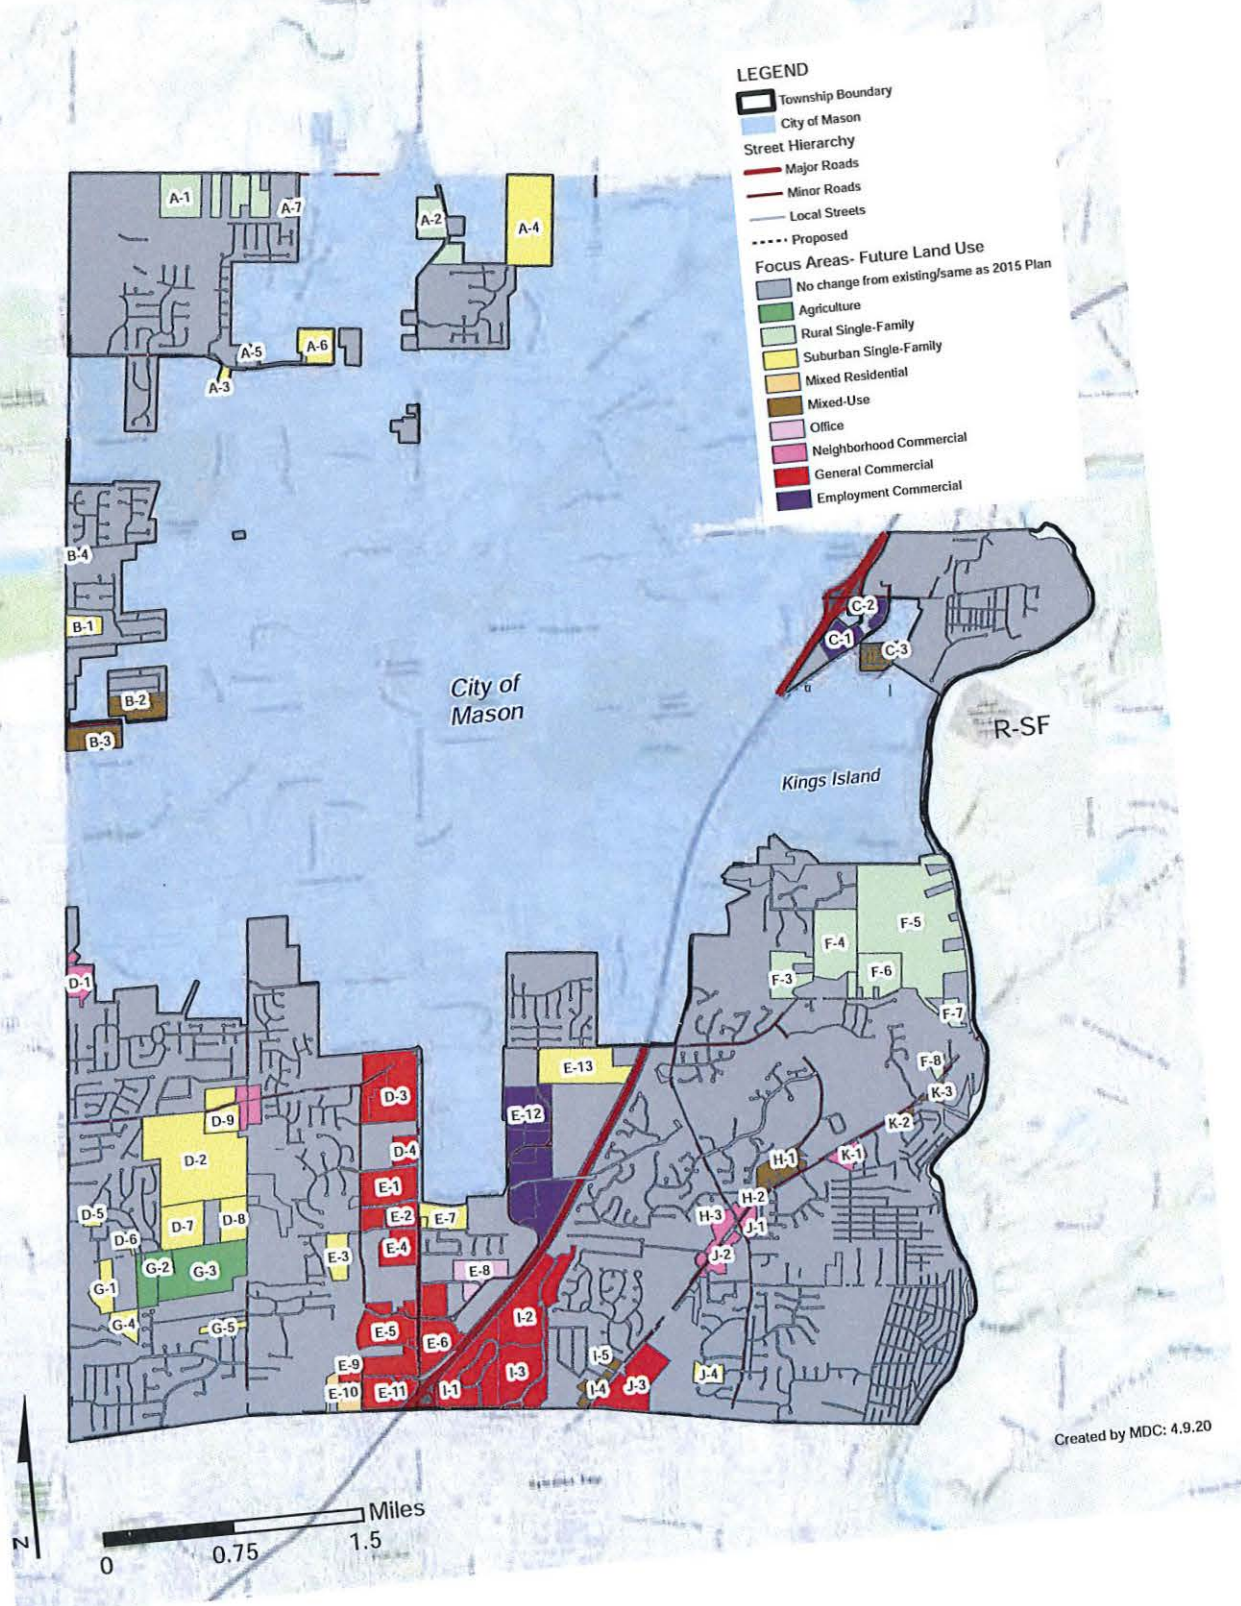 LEGEND
Township Boundary
City of Mason
Street Hierarchy
Major Roads
Minor Roads
Local Streets
Proposed
Focus Areas- Future Land Use
No change from existing/same as 2015 Plan
Agriculture
Rural Single-Family
Suburban Single-Family
Mixed Residential
Mixed-Use
Office
Neighborhood Commercial
General Commercial
Employment Commercial
A-1
A-7
A-2
A-4
A-5
A-6
A-3
B-4
B-1
B-2
B-3
C-2
C-1
C-3
City of
Mason
R-SF
Kings Island
D-1
F-5
F-4
F-6
F-3
F-7
F-8
E-13
D-3
K-3
E-12
D-9
K-2
D-4
D-2
H-1
K-1
E-1
H-2
D-5
E-2
E-7
H-3
J-1
D-7
D-8
D-6
E-4
E-3
J-2
G-2
G-3
E-8
G-1
I-2
G-4
G-5
E-5
E-6
I-5
E-9
I-3
J-4
E-10
E-11
I-1
I-4
J-3
Created by MDC: 4.9.20
N
Miles
0
0.75
1.5